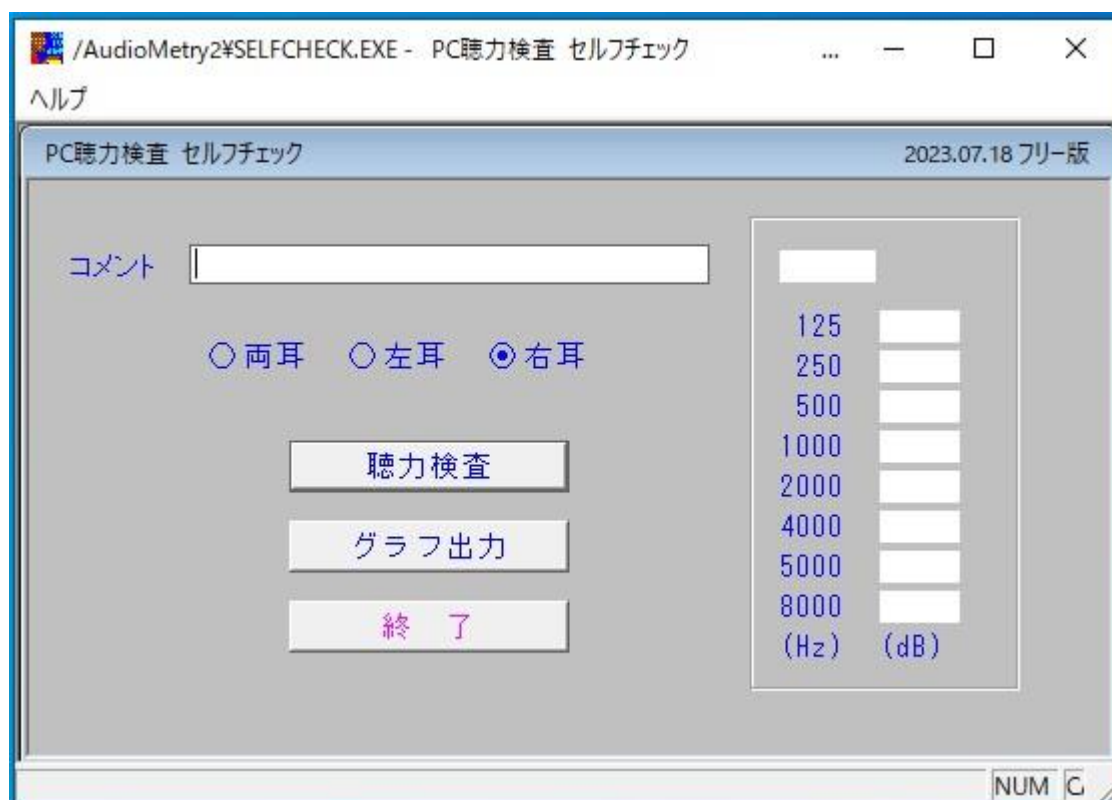 /AudioMetry2¥SELFCHECK.EXE - PC聴力検査 セルフチェック ...
ヘルプ
PC聴力検査 セルフチェック 2023.07.18 フリー版
コメント
○両耳 ○左耳 ◉右耳
聴力検査
グラフ出力
終 了
125
250
500
1000
2000
4000
5000
8000
(Hz) (dB)
NUM